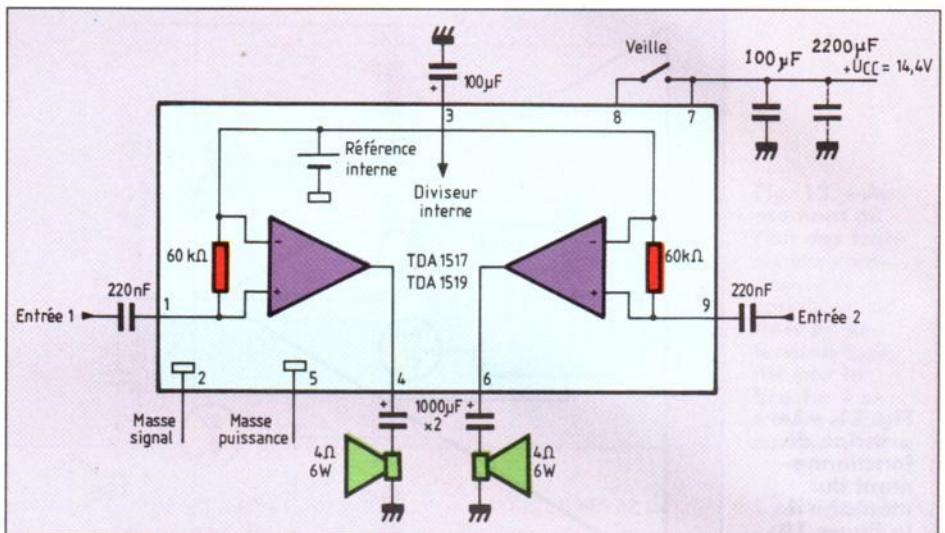 Veille
100µF
2200µF
+UCC = 14,4V
+
100µF
3
8
7
Référence
interne
Diviseur
interne
60 kΩ
-
+
TDA 1517
TDA 1519
-
+
60kΩ
220nF
1
Entrée 1
9
220nF
Entrée 2
2
5
4
6
Masse
signal
Masse
puissance
+
1000µF
x2
+
4Ω
6W
4Ω
6W